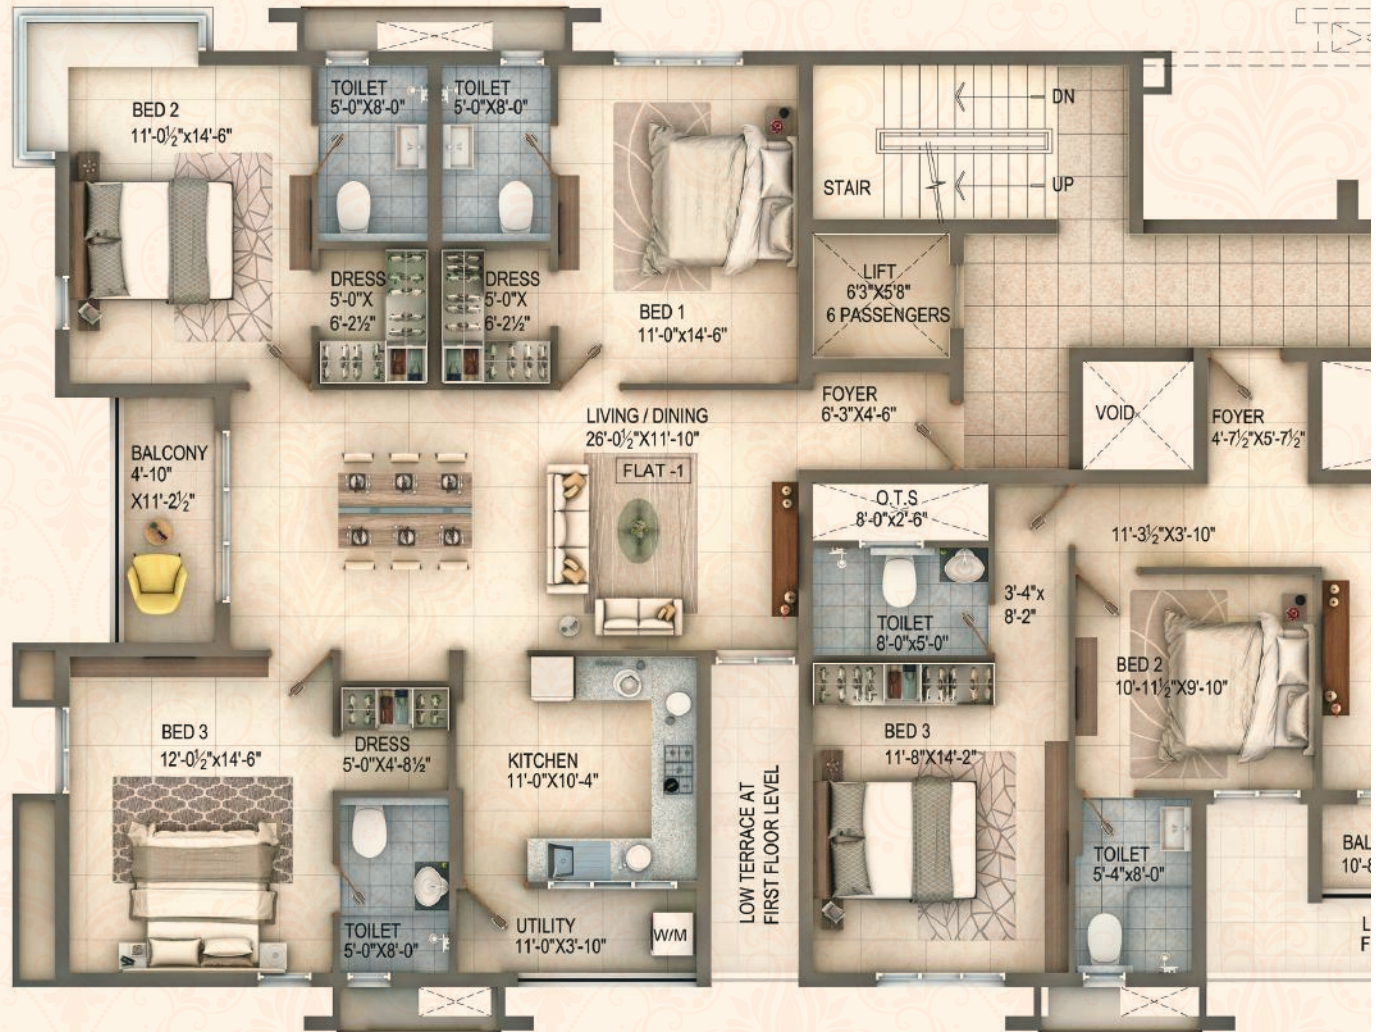 BED 2
11'-0½"x14'-6"
TOILET
5'-0"X8'-0"
TOILET
5'-0"X8'-0"
DN
UP
STAIR
DRESS
5'-0"X
6'-2½"
DRESS
5'-0"X
6'-2½"
BED 1
11'-0"x14'-6"
LIFT
6'3"X5'8"
6 PASSENGERS
FOYER
6'-3"X4'-6"
VOID
FOYER
4'-7½"X5'-7½"
BALCONY
4'-10"
X11'-2½"
LIVING / DINING
26'-0½"X11'-10"
FLAT -1
O.T.S
8'-0"x2'-6"
11'-3½"X3'-10"
3'-4"x
8'-2"
TOILET
8'-0"x5'-0"
BED 2
10'-11½"X9'-10"
BED 3
12'-0½"x14'-6"
DRESS
5'-0"X4'-8½"
KITCHEN
11'-0"X10'-4"
BED 3
11'-8"X14'-2"
LOW TERRACE AT
FIRST FLOOR LEVEL
TOILET
5'-4"x8'-0"
BAL
10'-8
TOILET
5'-0"X8'-0"
UTILITY
11'-0"X3'-10"
W/M
L
F